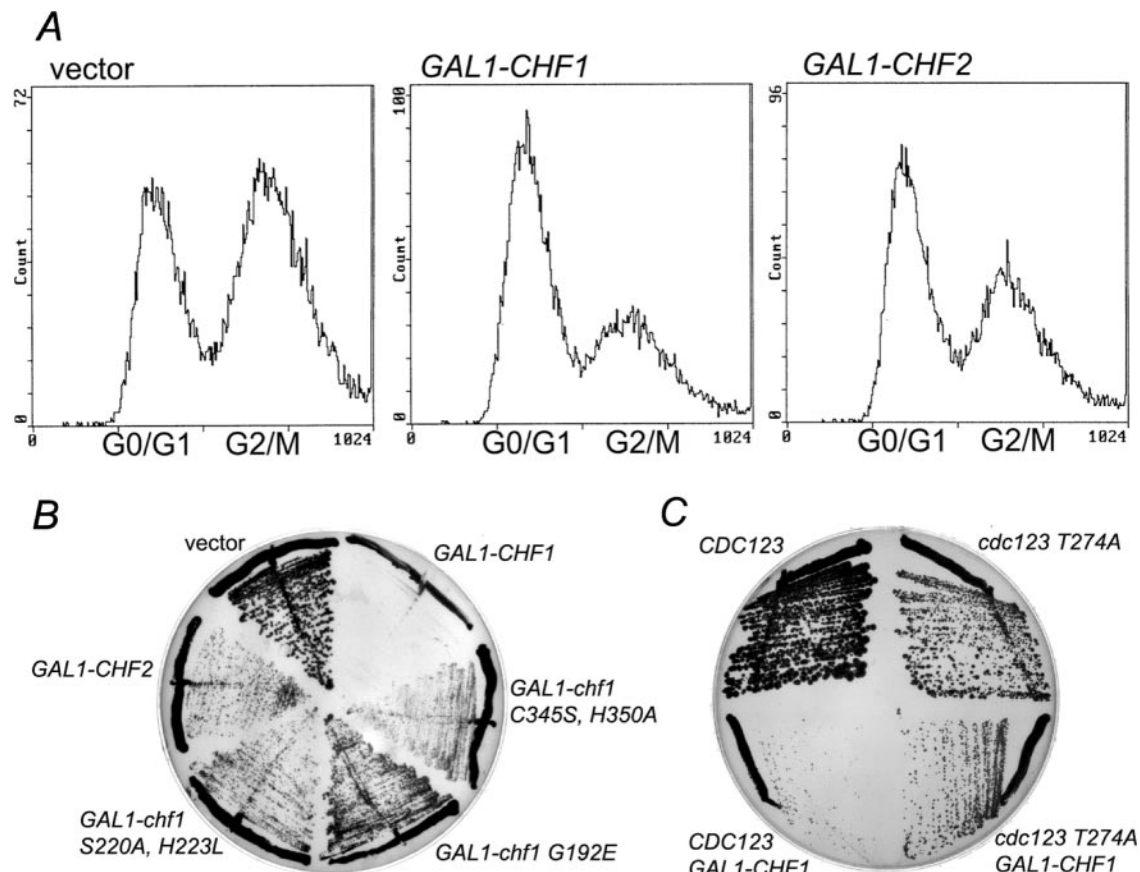 A
vector
GAL1-CHF1
GAL1-CHF2
72
Count
0
0
G0/G1
G2/M
1024
100
Count
0
0
G0/G1
G2/M
1024
96
Count
0
0
G0/G1
G2/M
1024
B
vector
GAL1-CHF1
GAL1-CHF2
GAL1-chf1
C345S, H350A
GAL1-chf1
S220A, H223L
GAL1-chf1 G192E
C
CDC123
cdc123 T274A
CDC123
GAL1-CHF1
cdc123 T274A
GAL1-CHF1